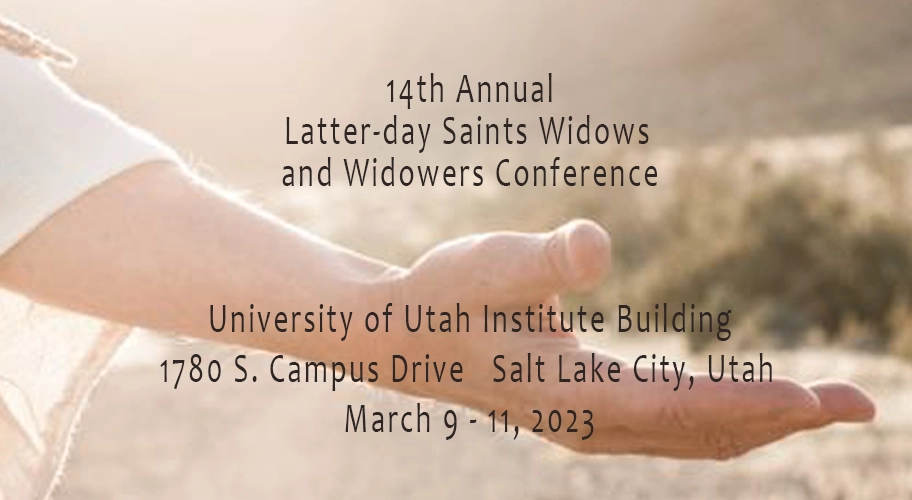 14th Annual
Latter-day Saints Widows
and Widowers Conference
University of Utah Institute Building
1780 S. Campus Drive   Salt Lake City, Utah
March 9 - 11, 2023